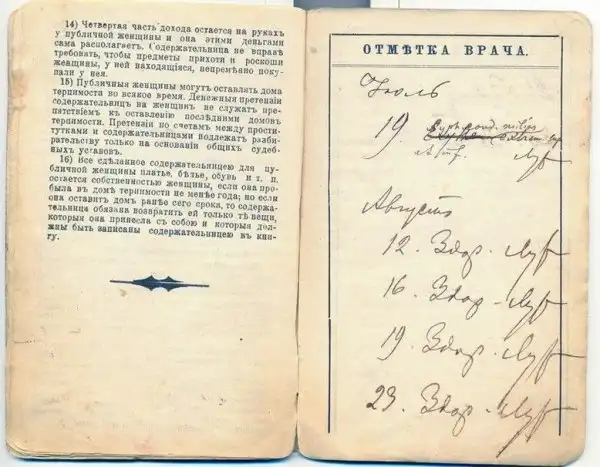 14) Четвертая часть дохода остается на рукахъ
у публичной женщины и она этими деньгами
сама располагаетъ. Содержательница не вправѣ
требовать, чтобы предметы прихоти и роскоши
женщины, у ней находящіяся, непремѣнно поку-
пали у нея.
15) Публичныя женщины могутъ оставлять дома
терпимости во всякое время. Денежныя претензіи
содержательницъ на женщинъ не служатъ пре-
пятствіемъ къ оставленію послѣдними домовъ
терпимости. Претензіи по счетамъ между прости-
тутками и содержательницами подлежатъ разби-
рательству только на основаніи общихъ судеб-
ныхъ уставовъ.
16) Все сдѣланное содержательницею для пу-
бличной женщины платье, бѣлье, обувь и т. п.
остается собственностью женщины, если она про-
была въ домѣ терпимости не менѣе года; но если
она оставитъ домъ ранѣе сего срока, то содержа-
тельница обязана возвратить ей только тѣ вещи,
которыя она принесла съ собою и которыя дол-
жны быть записаны содержательницею въ кни-
гу.
ОТМѢТКА ВРАЧА.
Іюль
19
Августъ
12. Здор.
16. Здор.
19. Здор.
23. Здор.